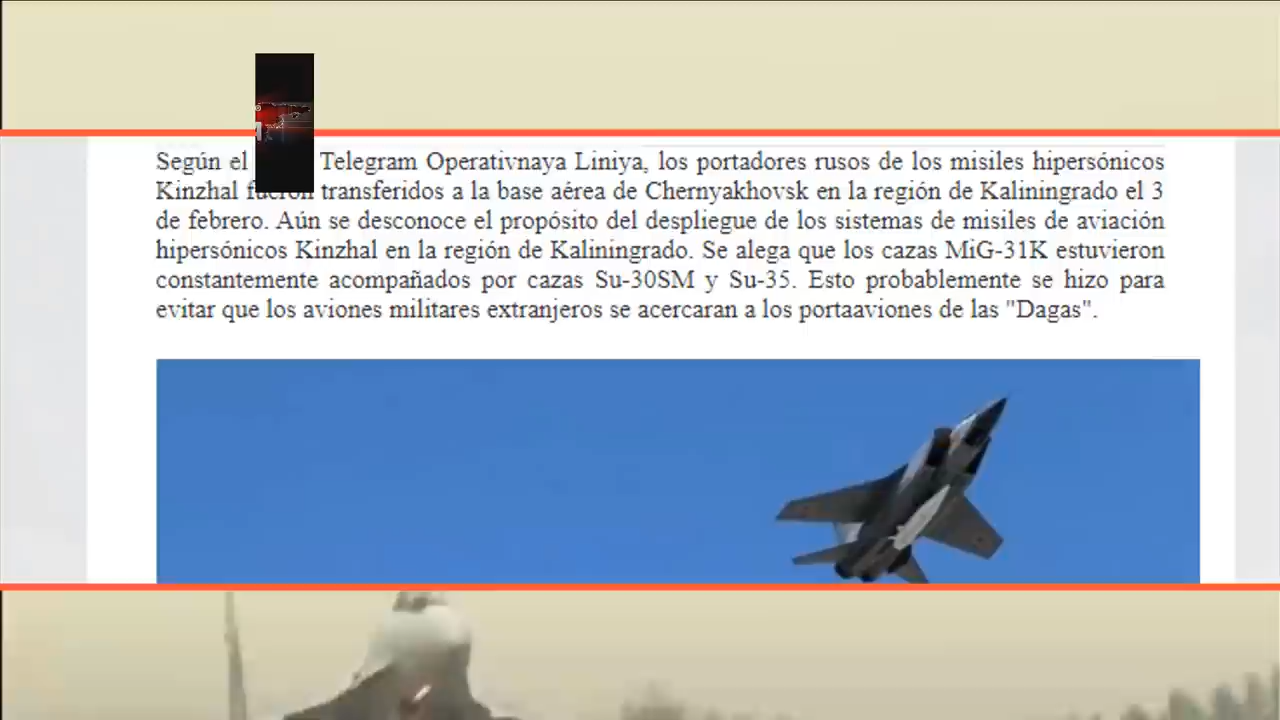 Según el Telegram Operativnaya Liniya, los portadores rusos de los misiles hipersónicos
Kinzhal fueron transferidos a la base aérea de Chernyakhovsk en la región de Kaliningrado el 3
de febrero. Aún se desconoce el propósito del despliegue de los sistemas de misiles de aviación
hipersónicos Kinzhal en la región de Kaliningrado. Se alega que los cazas MiG-31K estuvieron
constantemente acompañados por cazas Su-30SM y Su-35. Esto probablemente se hizo para
evitar que los aviones militares extranjeros se acercaran a los portaaviones de las "Dagas".